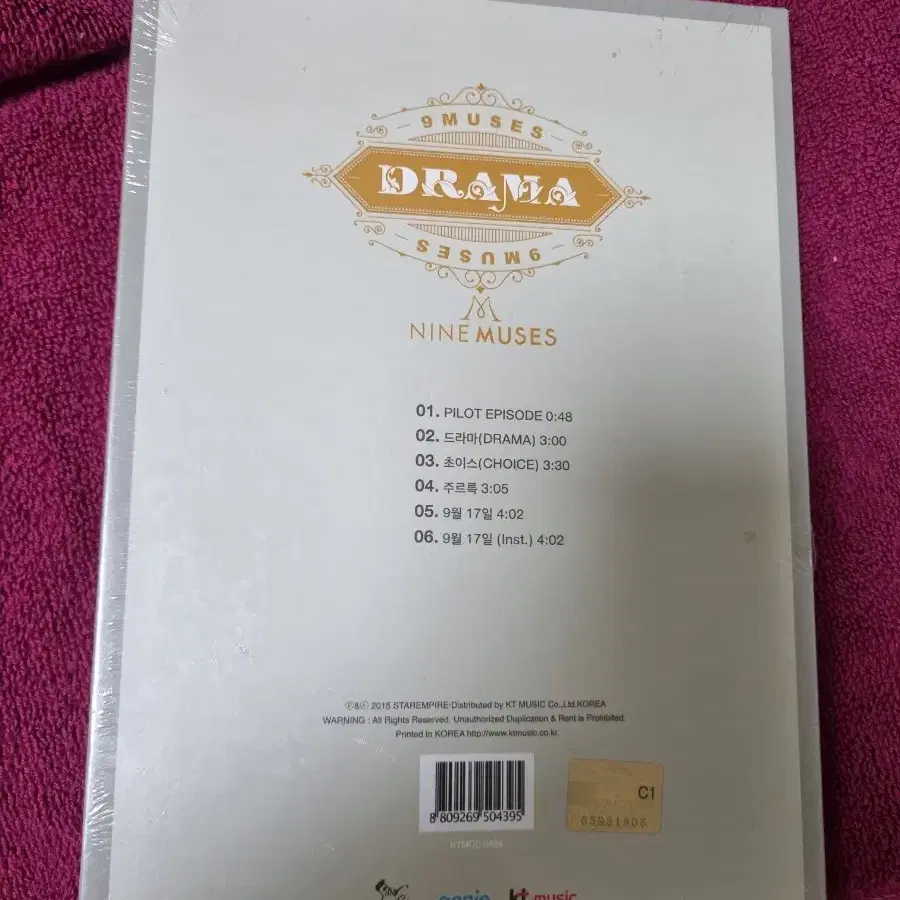 9MUSES
DRAMA
9MUSES
NINE MUSES
01. PILOT EPISODE 0:48
02. 드라마(DRAMA) 3:00
03. 초이스(CHOICE) 3:30
04. 주르륵 3:05
05. 9월 17일 4:02
06. 9월 17일 (Inst.) 4:02
Ⓟ&ⓒ 2015 STAREMPIRE·Distributed by KT MUSIC Co.,Ltd.KOREA
WARNING : All Rights Reserved. Unauthorized Duplication & Rent is Prohibited.
Printed in KOREA http://www.ktmusic.co.kr
8 809269 504395
C1
genie
kt music